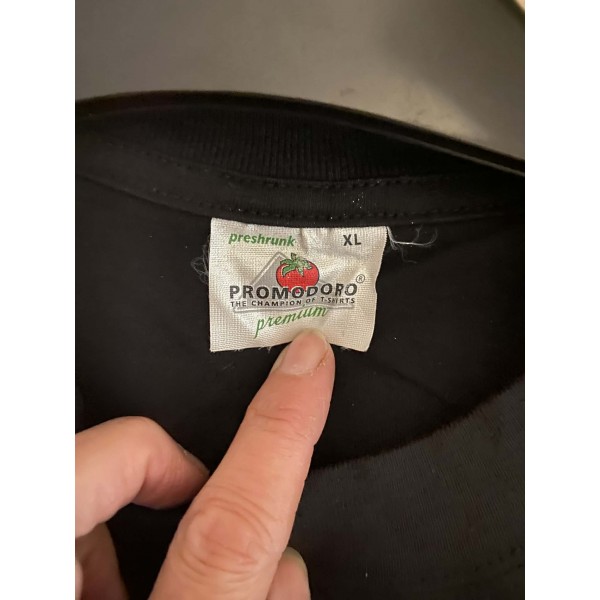 preshrunk XL
PROMODORO®
THE CHAMPION OF T-SHIRTS
premium